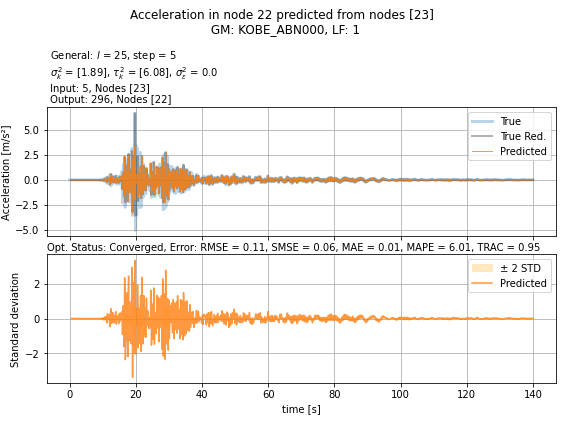 Acceleration in node 22 predicted from nodes [23]
GM: KOBE_ABN000, LF: 1
General: l = 25, step = 5
σ²ₖ = [1.89], τ²ₖ = [6.08], σ²ε = 0.0
Input: 5, Nodes [23]
Output: 296, Nodes [22]
True
True Red.
Predicted
5.0
2.5
0.0
−2.5
−5.0
Acceleration [m/s²]
Opt. Status: Converged, Error: RMSE = 0.11, SMSE = 0.06, MAE = 0.01, MAPE = 6.01, TRAC = 0.95
± 2 STD
Predicted
2
0
−2
Standard deviation
0 20 40 60 80 100 120 140
time [s]